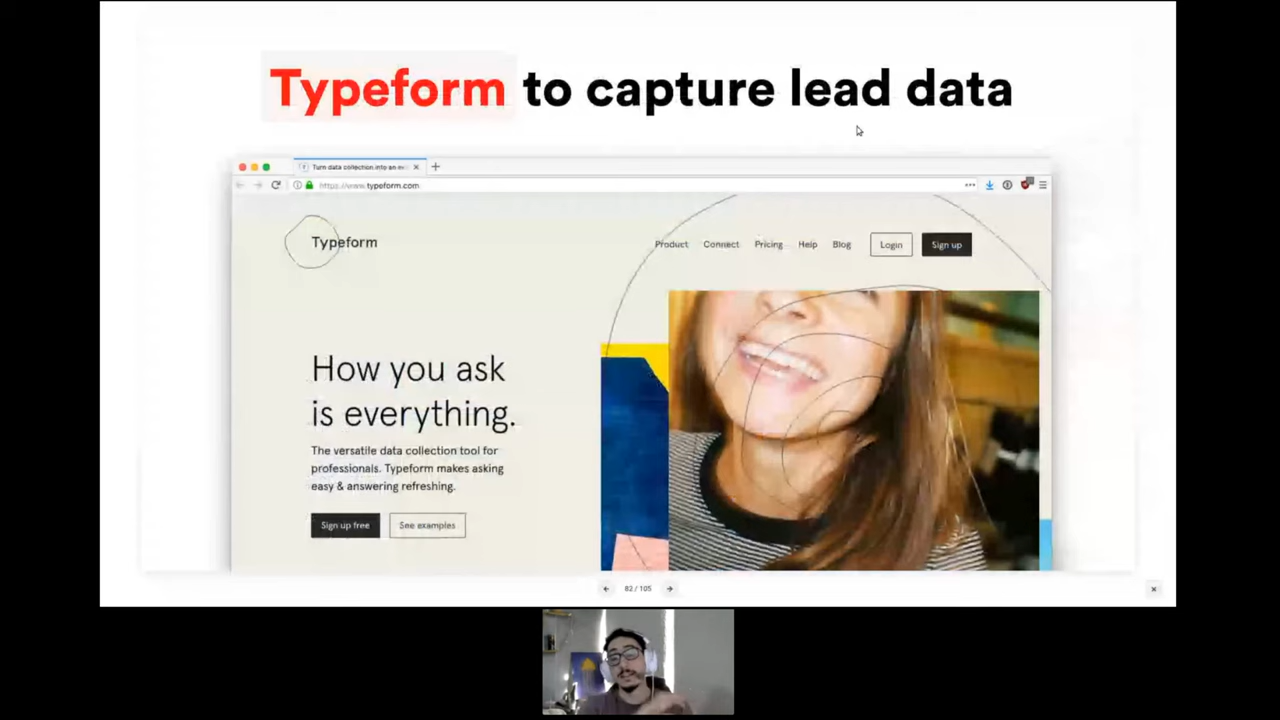 Typeform to capture lead data
Turn data collection into an
https://www.typeform.com
Typeform
Product Connect Pricing Help Blog Login Sign up
How you ask
is everything.
The versatile data collection tool for
professionals. Typeform makes asking
easy & answering refreshing.
Sign up free See examples
82 / 105